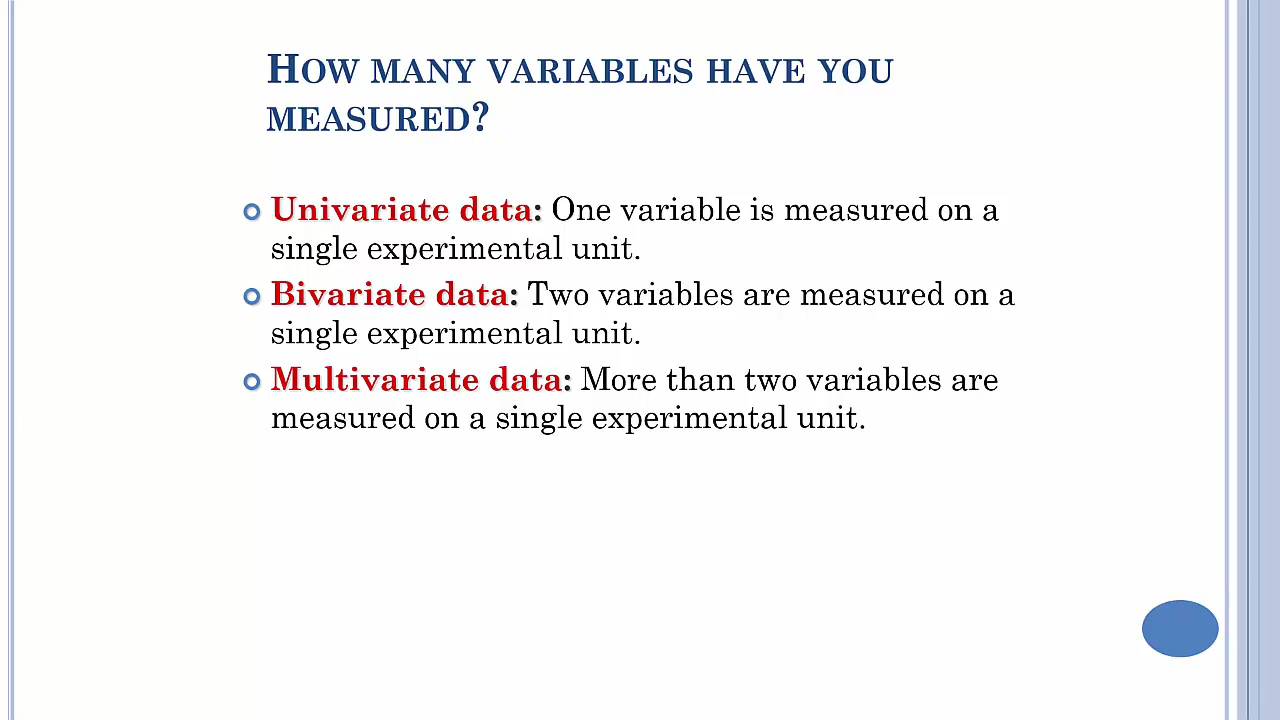 How many variables have you
measured?
Univariate data: One variable is measured on a
single experimental unit.
Bivariate data: Two variables are measured on a
single experimental unit.
Multivariate data: More than two variables are
measured on a single experimental unit.